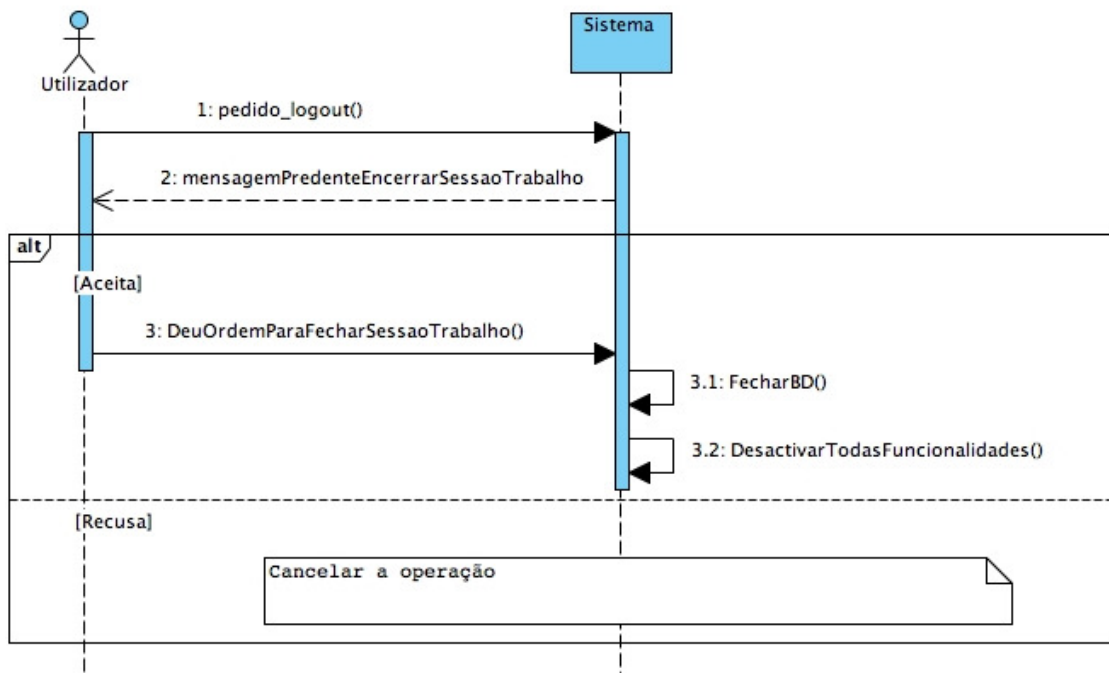 Utilizador
Sistema
1: pedido_logout()
2: mensagemPredenteEncerrarSessaoTrabalho
alt
[Aceita]
3: DeuOrdemParaFecharSessaoTrabalho()
3.1: FecharBD()
3.2: DesactivarTodasFuncionalidades()
[Recusa]
Cancelar a operação